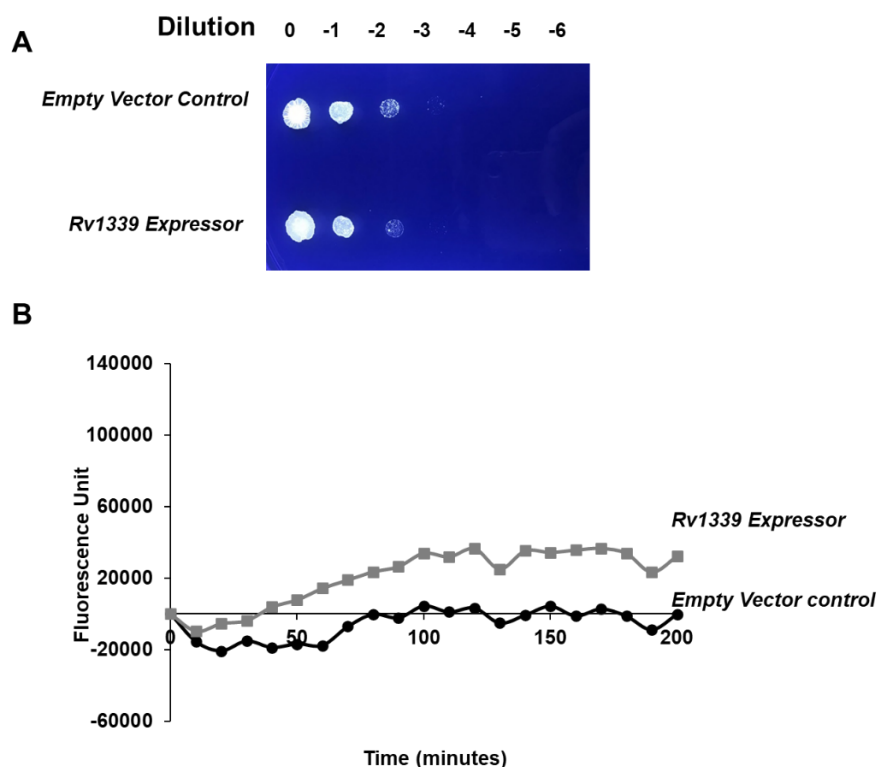 A
Dilution 0 -1 -2 -3 -4 -5 -6
Empty Vector Control
Rv1339 Expressor
B
140000
100000
60000
20000
-20000
-60000
Fluorescence Unit
0 50 100 150 200
Rv1339 Expressor
Empty Vector control
Time (minutes)